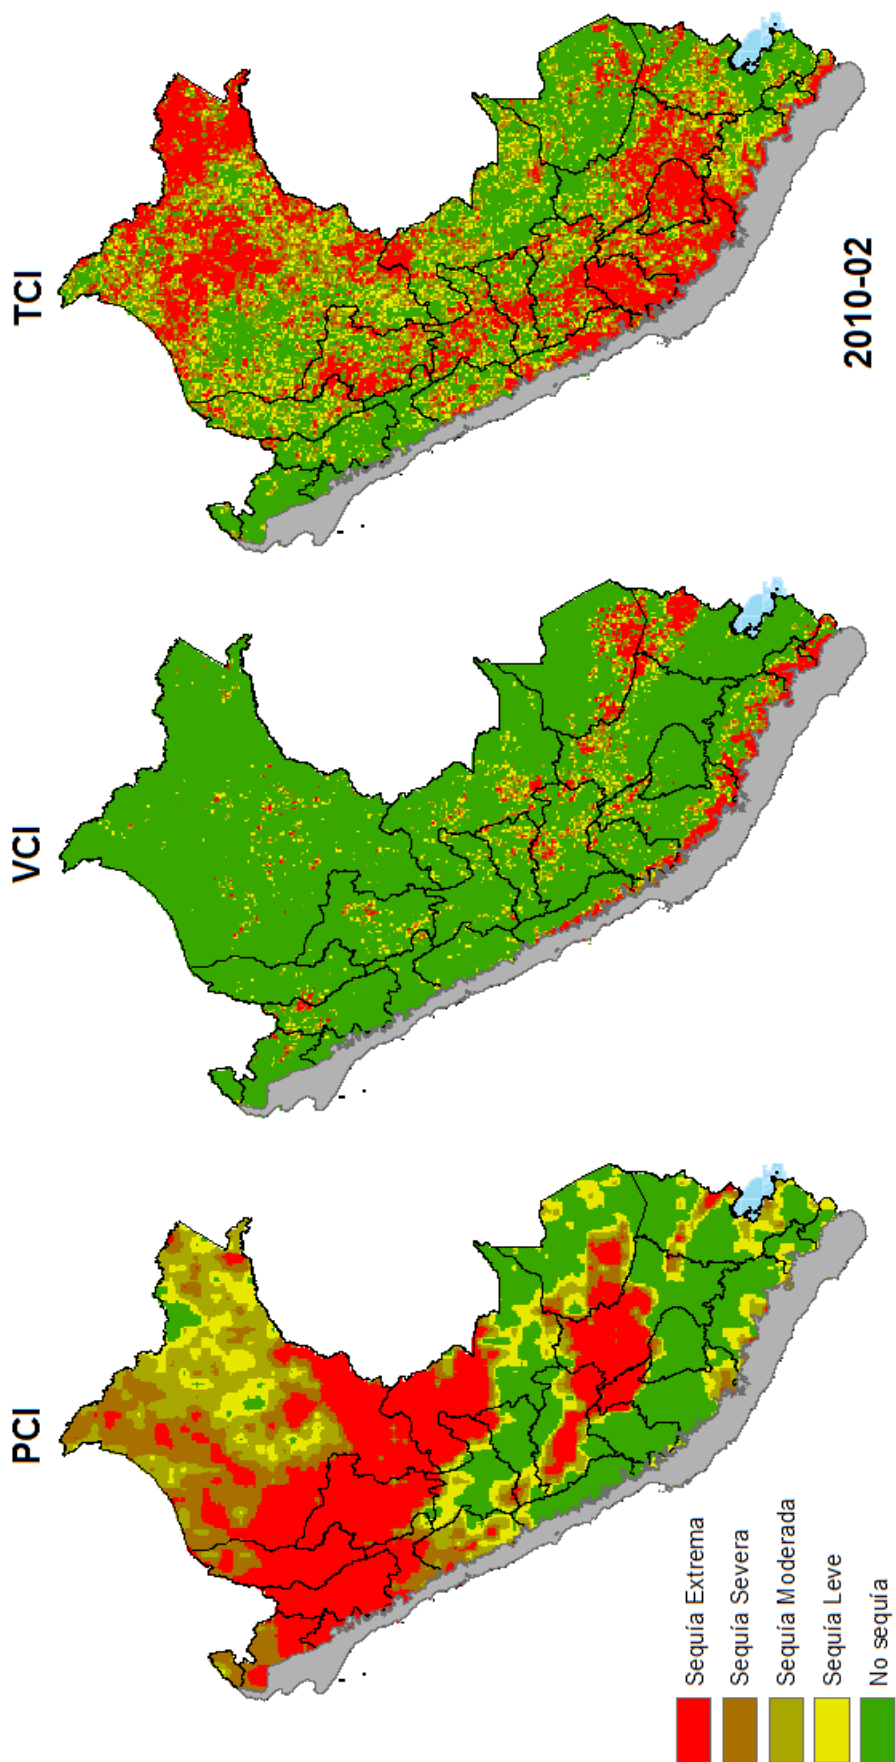 PCI
VCI
TCI
Sequía Extrema
Sequía Severa
Sequía Moderada
Sequía Leve
No sequía
2010-02